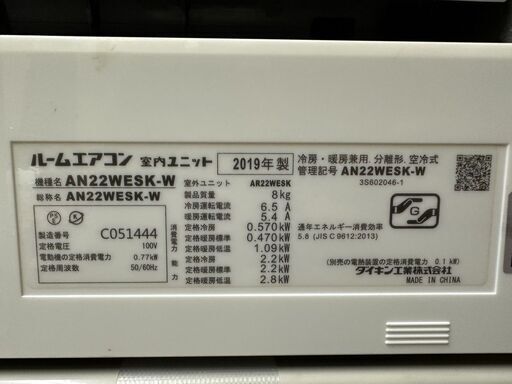 ルームエアコン 室内ユニット 2019年製
冷房・暖房兼用. 分離形. 空冷式
機種名 AN22WESK-W
総称名 AN22WESK-W
管理記号 AN22WESK-W
3S602046-1
製造番号 C051444
定格電圧 100V
電動機の定格消費電力 0.77kW
定格周波数 50/60Hz
室外ユニット AR22WESK
製品質量 8kg
冷房運転電流 6.5 A
暖房運転電流 5.4 A
消費電力
定格冷房 0.570kW
定格暖房標準 0.470kW
定格暖房低温 1.09kW
能力
定格冷房 2.2kW
定格暖房標準 2.2kW
定格暖房低温 2.8kW
G
通年エネルギー消費効率
5.8 (JIS C 9612:2013)
(別売の電熱装置の定格消費電力 0.1 kW)
ダイキン工業株式会社
MADE IN CHINA